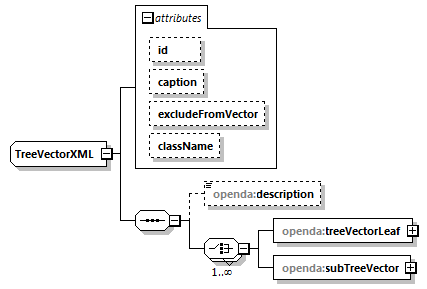 attributes
id
caption
excludeFromVector
className
TreeVectorXML
openda:description
openda:treeVectorLeaf
1..∞
openda:subTreeVector